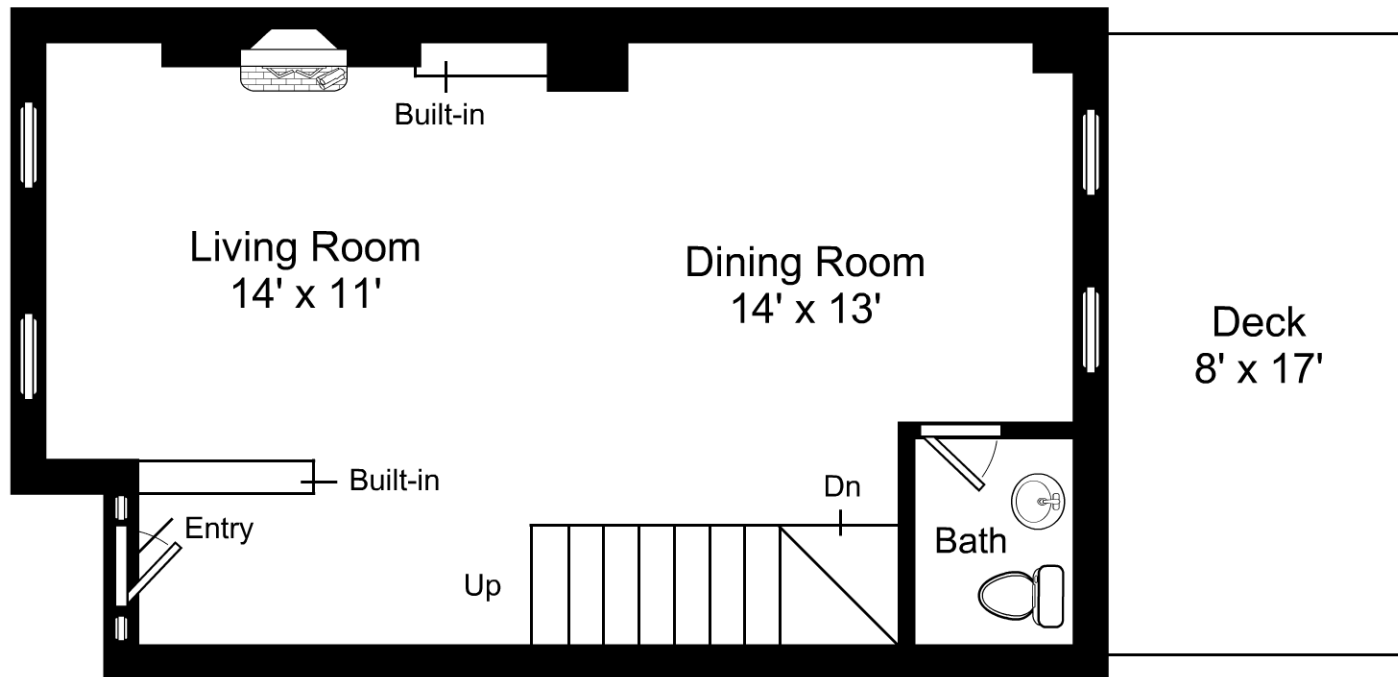 Built-in
Living Room
14' x 11'
Dining Room
14' x 13'
Deck
8' x 17'
Built-in
Dn
Entry
Bath
Up